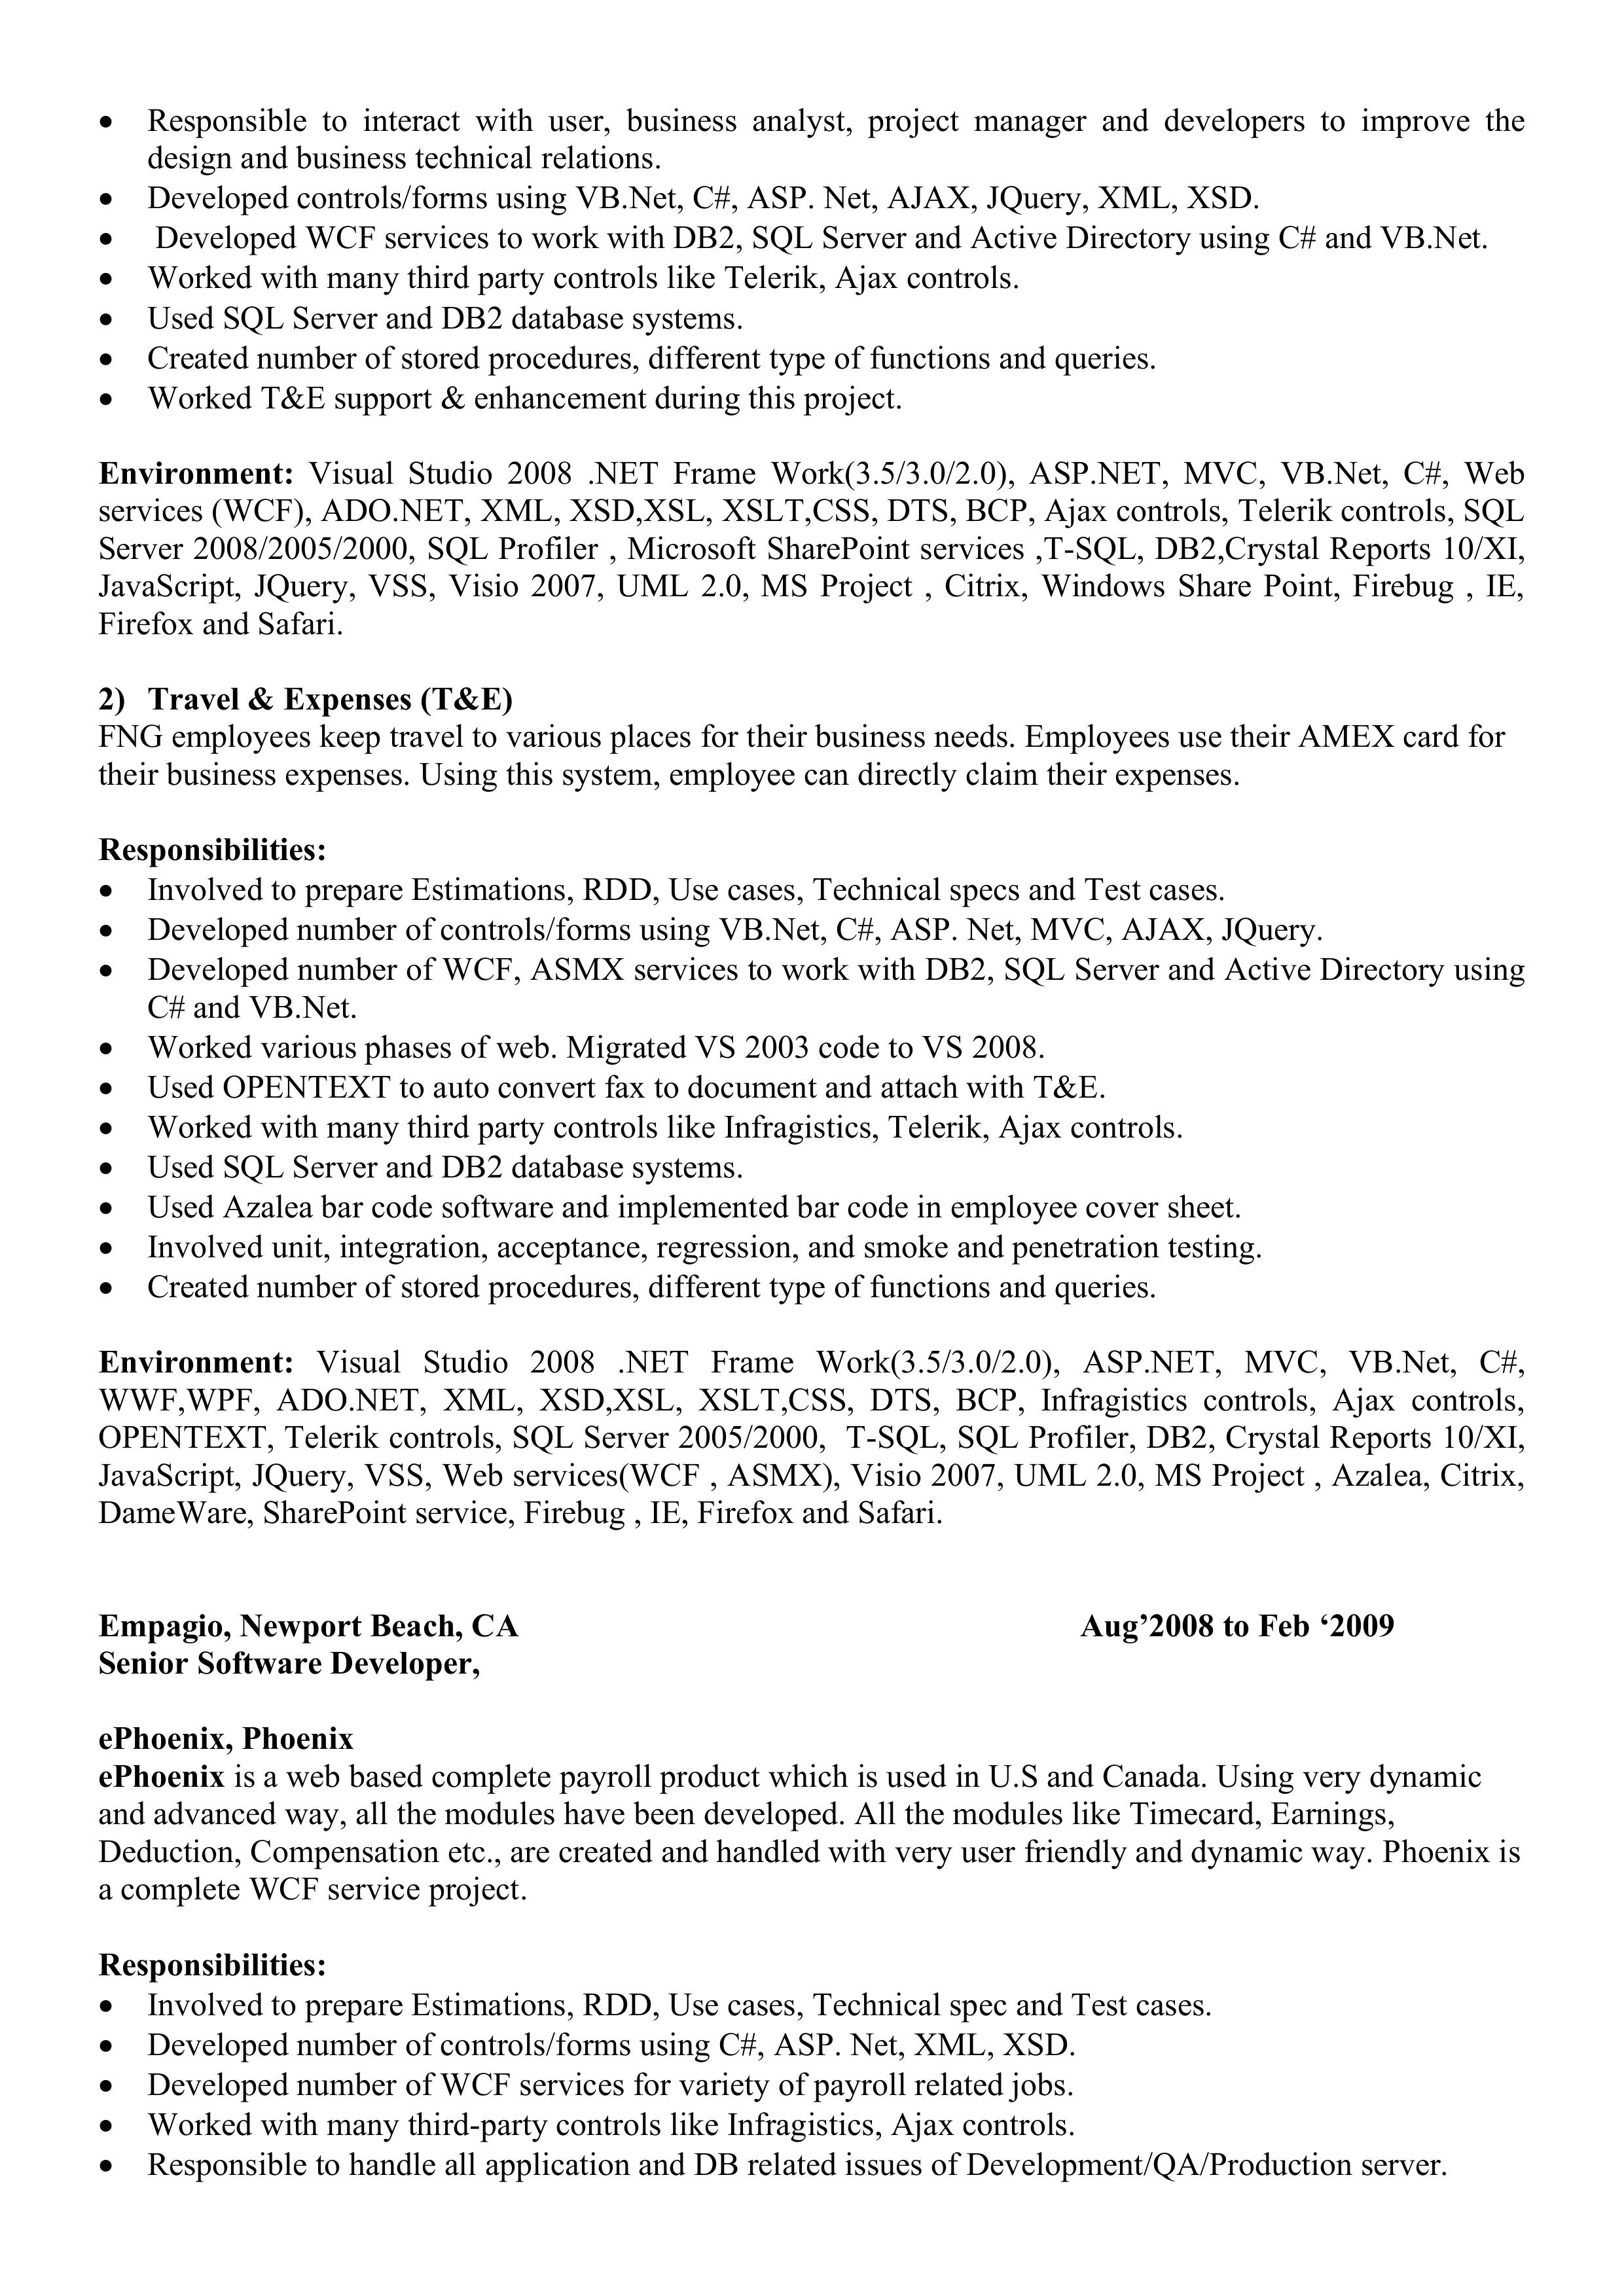 • Responsible to interact with user, business analyst, project manager and developers to improve the
design and business technical relations.
• Developed controls/forms using VB.Net, C#, ASP. Net, AJAX, JQuery, XML, XSD.
• Developed WCF services to work with DB2, SQL Server and Active Directory using C# and VB.Net.
• Worked with many third party controls like Telerik, Ajax controls.
• Used SQL Server and DB2 database systems.
• Created number of stored procedures, different type of functions and queries.
• Worked T&E support & enhancement during this project.
Environment: Visual Studio 2008 .NET Frame Work(3.5/3.0/2.0), ASP.NET, MVC, VB.Net, C#, Web
services (WCF), ADO.NET, XML, XSD,XSL, XSLT,CSS, DTS, BCP, Ajax controls, Telerik controls, SQL
Server 2008/2005/2000, SQL Profiler , Microsoft SharePoint services ,T-SQL, DB2,Crystal Reports 10/XI,
JavaScript, JQuery, VSS, Visio 2007, UML 2.0, MS Project , Citrix, Windows Share Point, Firebug , IE,
Firefox and Safari.
2) Travel & Expenses (T&E)
FNG employees keep travel to various places for their business needs. Employees use their AMEX card for
their business expenses. Using this system, employee can directly claim their expenses.
Responsibilities:
• Involved to prepare Estimations, RDD, Use cases, Technical specs and Test cases.
• Developed number of controls/forms using VB.Net, C#, ASP. Net, MVC, AJAX, JQuery.
• Developed number of WCF, ASMX services to work with DB2, SQL Server and Active Directory using
C# and VB.Net.
• Worked various phases of web. Migrated VS 2003 code to VS 2008.
• Used OPENTEXT to auto convert fax to document and attach with T&E.
• Worked with many third party controls like Infragistics, Telerik, Ajax controls.
• Used SQL Server and DB2 database systems.
• Used Azalea bar code software and implemented bar code in employee cover sheet.
• Involved unit, integration, acceptance, regression, and smoke and penetration testing.
• Created number of stored procedures, different type of functions and queries.
Environment: Visual Studio 2008 .NET Frame Work(3.5/3.0/2.0), ASP.NET, MVC, VB.Net, C#,
WWF,WPF, ADO.NET, XML, XSD,XSL, XSLT,CSS, DTS, BCP, Infragistics controls, Ajax controls,
OPENTEXT, Telerik controls, SQL Server 2005/2000, T-SQL, SQL Profiler, DB2, Crystal Reports 10/XI,
JavaScript, JQuery, VSS, Web services(WCF , ASMX), Visio 2007, UML 2.0, MS Project , Azalea, Citrix,
DameWare, SharePoint service, Firebug , IE, Firefox and Safari.
Empagio, Newport Beach, CA Aug’2008 to Feb ‘2009
Senior Software Developer,
ePhoenix, Phoenix
ePhoenix is a web based complete payroll product which is used in U.S and Canada. Using very dynamic
and advanced way, all the modules have been developed. All the modules like Timecard, Earnings,
Deduction, Compensation etc., are created and handled with very user friendly and dynamic way. Phoenix is
a complete WCF service project.
Responsibilities:
• Involved to prepare Estimations, RDD, Use cases, Technical spec and Test cases.
• Developed number of controls/forms using C#, ASP. Net, XML, XSD.
• Developed number of WCF services for variety of payroll related jobs.
• Worked with many third-party controls like Infragistics, Ajax controls.
• Responsible to handle all application and DB related issues of Development/QA/Production server.